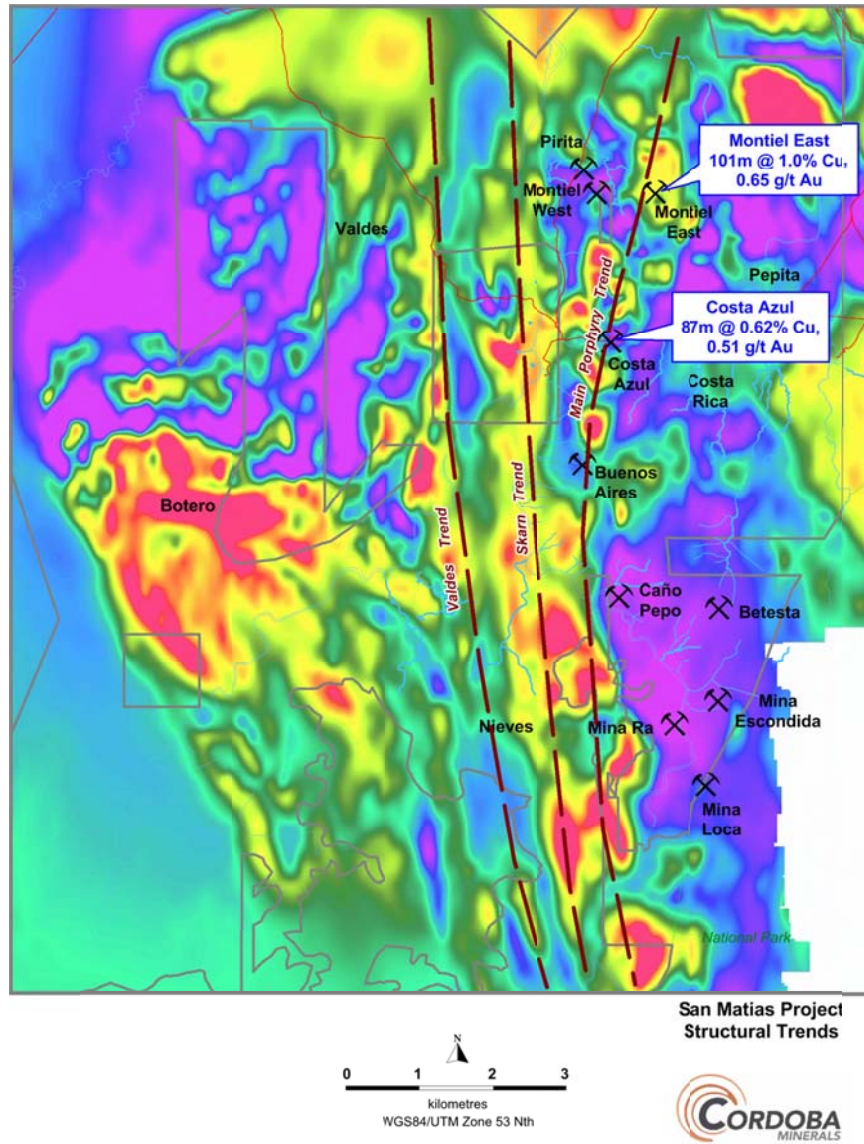 Montiel East
101m @ 1.0% Cu,
0.65 g/t Au
Pirita
Montiel
West
Montiel
East
Valdes
Pepita
Main Porphyry Trend
Costa Azul
87m @ 0.62% Cu,
0.51 g/t Au
Costa
Azul
Costa
Rica
Buenos
Aires
Botero
Valdes Trend
Skarn Trend
Caño
Pepo
Betesta
Nieves
Mina Ra
Mina
Escondida
Mina
Loca
National Park
San Matias Project
Structural Trends
N
0 1 2 3
kilometres
WGS84/UTM Zone 53 Nth
CORDOBA
MINERALS